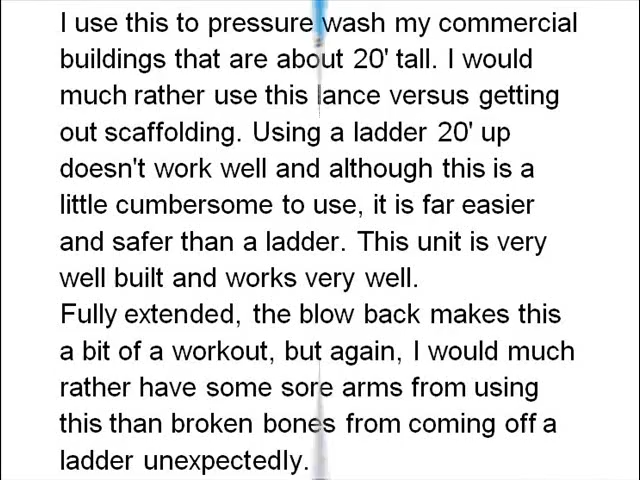 I use this to pressure wash my commercial
buildings that are about 20' tall. I would
much rather use this lance versus getting
out scaffolding. Using a ladder 20' up
doesn't work well and although this is a
little cumbersome to use, it is far easier
and safer than a ladder. This unit is very
well built and works very well.
Fully extended, the blow back makes this
a bit of a workout, but again, I would much
rather have some sore arms from using
this than broken bones from coming off a
ladder unexpectedly.